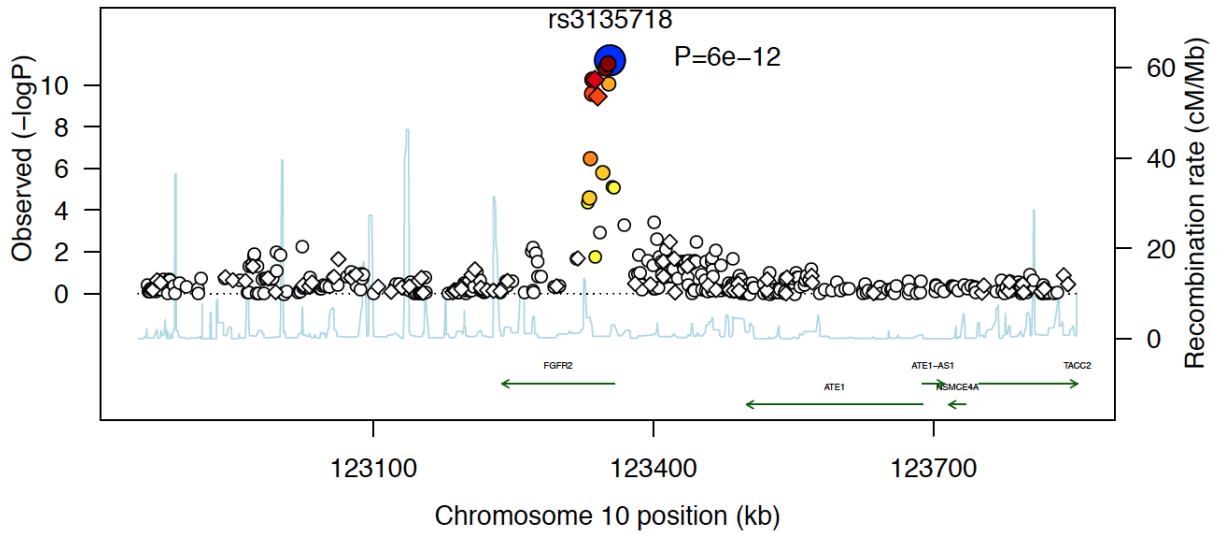 rs3135718
P=6e−12
Observed (−logP)
10
8
6
4
2
0
Recombination rate (cM/Mb)
60
40
20
0
FGFR2
ATE1−AS1
TACC2
ATE1
NSMCE4A
123100 123400 123700
Chromosome 10 position (kb)